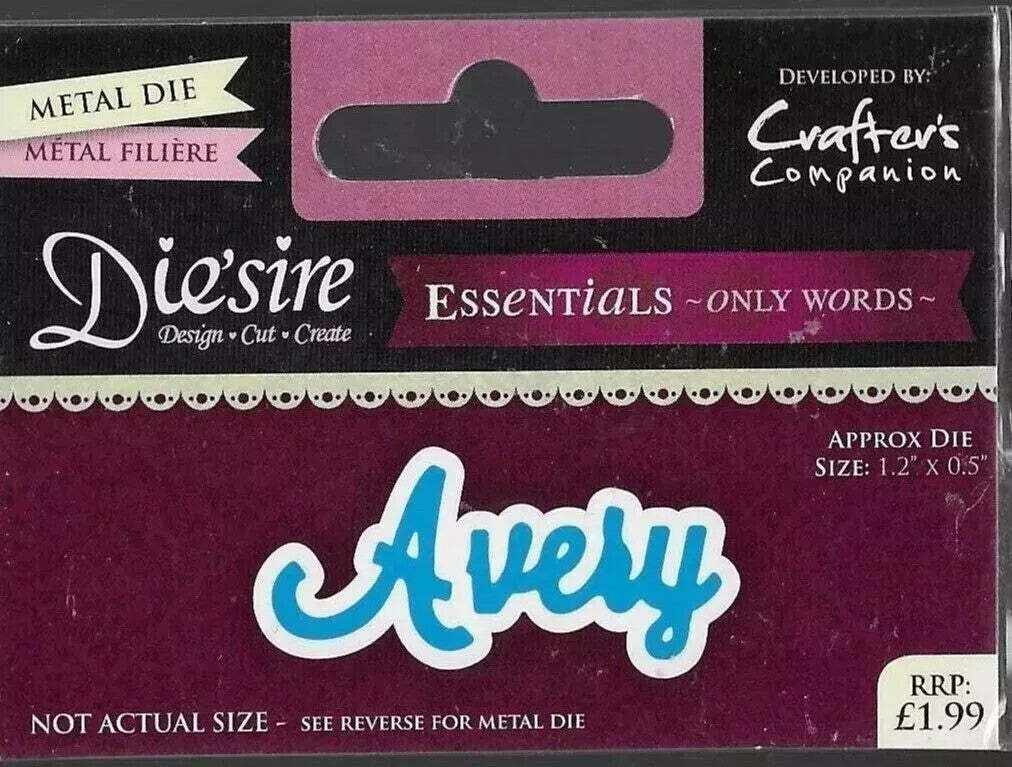 METAL DIE
MÉTAL FILIÈRE
DEVELOPED BY:
Crafter's
Companion
Die'sire
Design • Cut • Create
ESSENTiALS ~ONLY WORDS~
APPROX DIE
SIZE: 1.2" X 0.5"
Avery
NOT ACTUAL SIZE - SEE REVERSE FOR METAL DIE
RRP:
£1.99